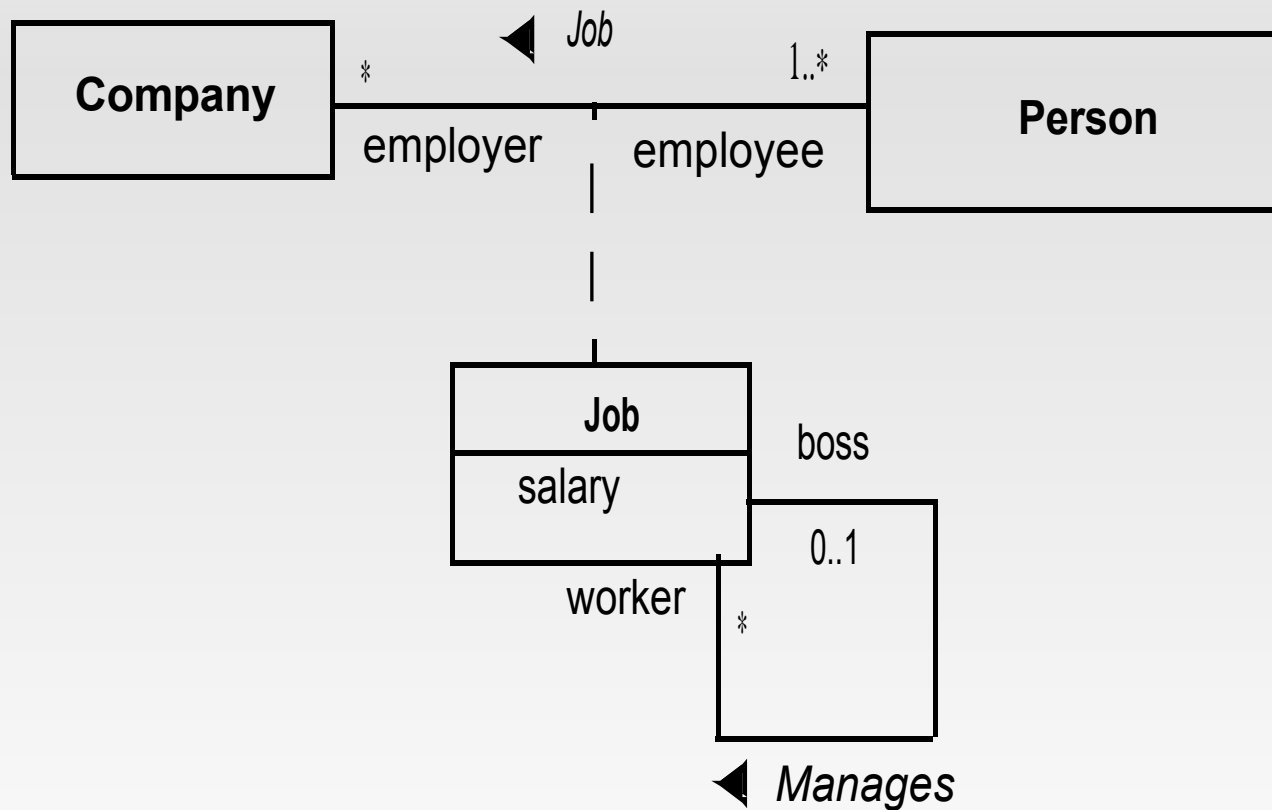 Job
* 1..*
Company Person
employer employee
Job
boss
salary
0..1
worker
*
Manages